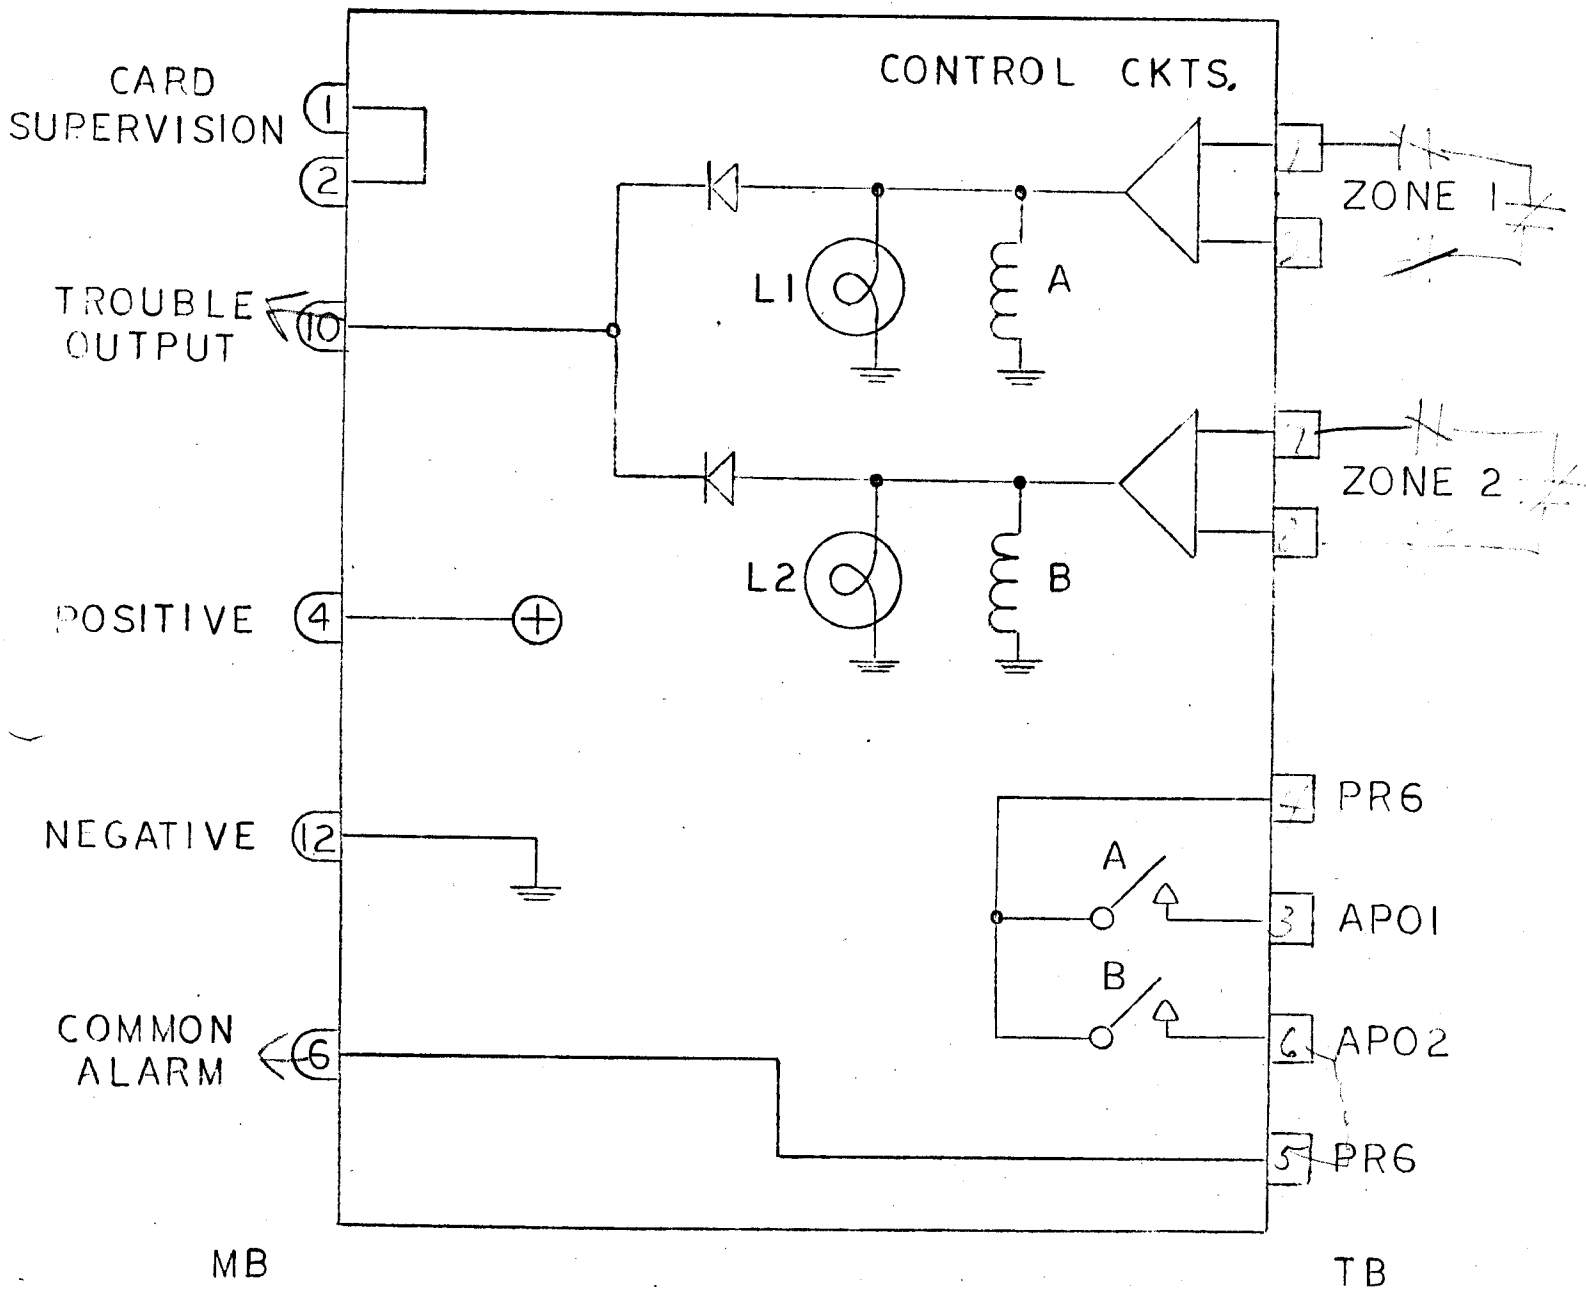 CONTROL CKTS.
CARD
SUPERVISION
1
2
ZONE 1
L1
A
TROUBLE
OUTPUT
10
ZONE 2
L2
B
POSITIVE
4
PR6
NEGATIVE
12
A
3
APO1
B
COMMON
ALARM
6
6
APO2
5
PR6
MB
TB